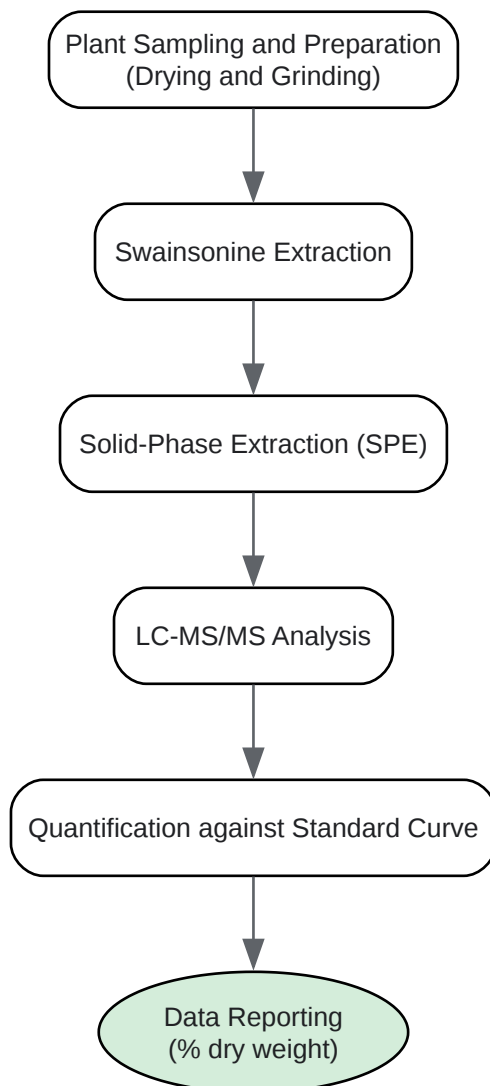 Plant Sampling and Preparation
(Drying and Grinding)
Swainsonine Extraction
Solid-Phase Extraction (SPE)
LC-MS/MS Analysis
Quantification against Standard Curve
Data Reporting
(% dry weight)